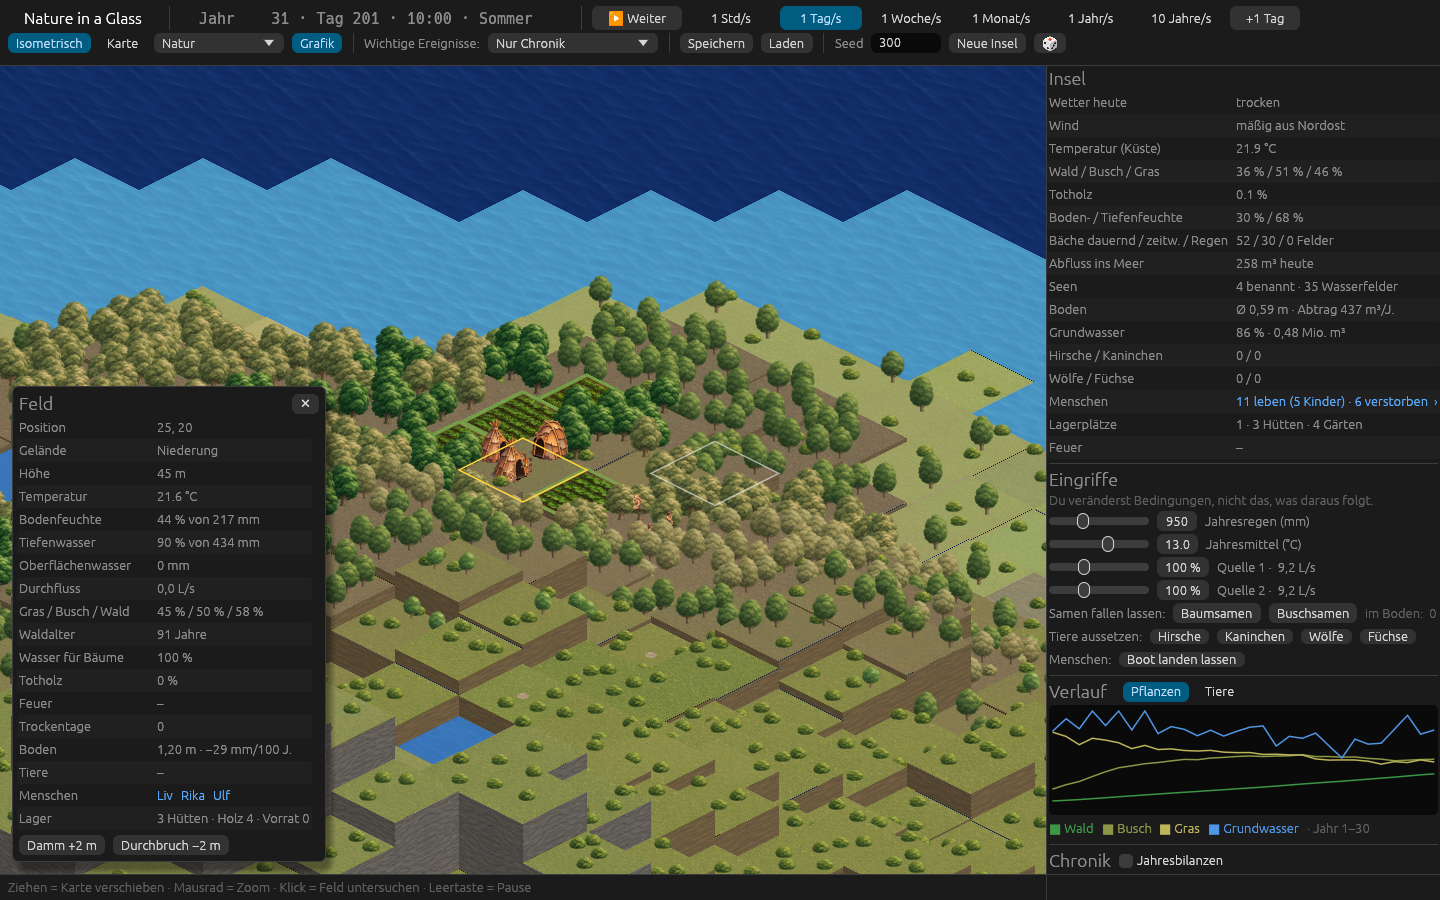 Nature in a Glass
Jahr 31 · Tag 201 · 10:00 · Sommer
Weiter
1 Std/s
1 Tag/s
1 Woche/s
1 Monat/s
1 Jahr/s
10 Jahre/s
+1 Tag
Isometrisch
Karte
Natur
Grafik
Wichtige Ereignisse:
Nur Chronik
Speichern
Laden
Seed
300
Neue Insel
Feld
Position 25, 20
Gelände Niederung
Höhe 45 m
Temperatur 21.6 °C
Bodenfeuchte 44 % von 217 mm
Tiefenwasser 90 % von 434 mm
Oberflächenwasser 0 mm
Durchfluss 0,0 L/s
Gras / Busch / Wald 45 % / 50 % / 58 %
Waldalter 91 Jahre
Wasser für Bäume 100 %
Totholz 0 %
Feuer –
Trockentage 0
Boden 1,20 m · −29 mm/100 J.
Tiere –
Menschen Liv Rika Ulf
Lager 3 Hütten · Holz 4 · Vorrat 0
Damm +2 m
Durchbruch −2 m
Insel
Wetter heute trocken
Wind mäßig aus Nordost
Temperatur (Küste) 21.9 °C
Wald / Busch / Gras 36 % / 51 % / 46 %
Totholz 0.1 %
Boden- / Tiefenfeuchte 30 % / 68 %
Bäche dauernd / zeitw. / Regen 52 / 30 / 0 Felder
Abfluss ins Meer 258 m³ heute
Seen 4 benannt · 35 Wasserfelder
Boden Ø 0,59 m · Abtrag 437 m³/J.
Grundwasser 86 % · 0,48 Mio. m³
Hirsche / Kaninchen 0 / 0
Wölfe / Füchse 0 / 0
Menschen 11 leben (5 Kinder) · 6 verstorben ›
Lagerplätze 1 · 3 Hütten · 4 Gärten
Feuer –
Eingriffe
Du veränderst Bedingungen, nicht das, was daraus folgt.
950 Jahresregen (mm)
13.0 Jahresmittel (°C)
100 % Quelle 1 · 9,2 L/s
100 % Quelle 2 · 9,2 L/s
Samen fallen lassen: Baumsamen Buschsamen im Boden: 0
Tiere aussetzen: Hirsche Kaninchen Wölfe Füchse
Menschen: Boot landen lassen
Verlauf Pflanzen Tiere
Wald Busch Gras Grundwasser · Jahr 1–30
Chronik Jahresbilanzen
Ziehen = Karte verschieben · Mausrad = Zoom · Klick = Feld untersuchen · Leertaste = Pause